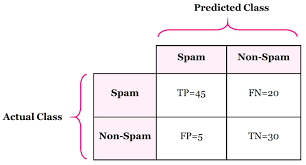 Predicted Class
Spam Non-Spam
Spam TP=45 FN=20
Actual Class
Non-Spam FP=5 TN=30